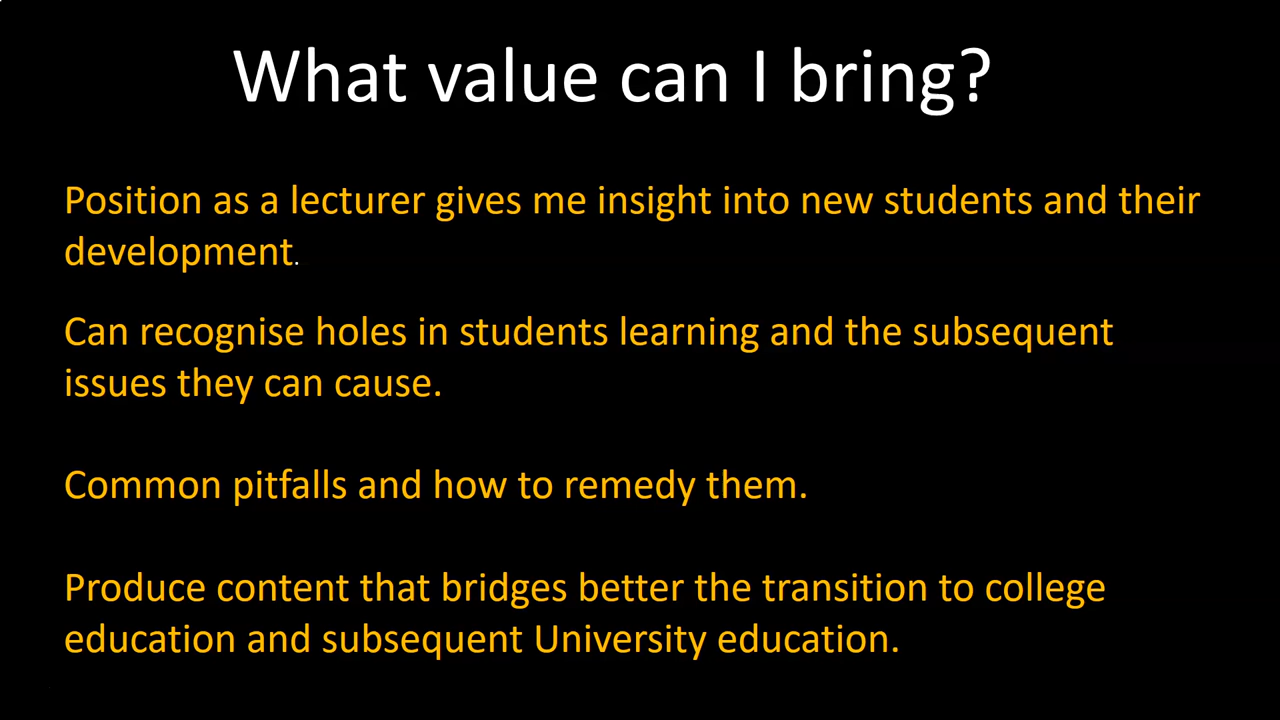 What value can I bring?
Position as a lecturer gives me insight into new students and their
development.
Can recognise holes in students learning and the subsequent
issues they can cause.
Common pitfalls and how to remedy them.
Produce content that bridges better the transition to college
education and subsequent University education.